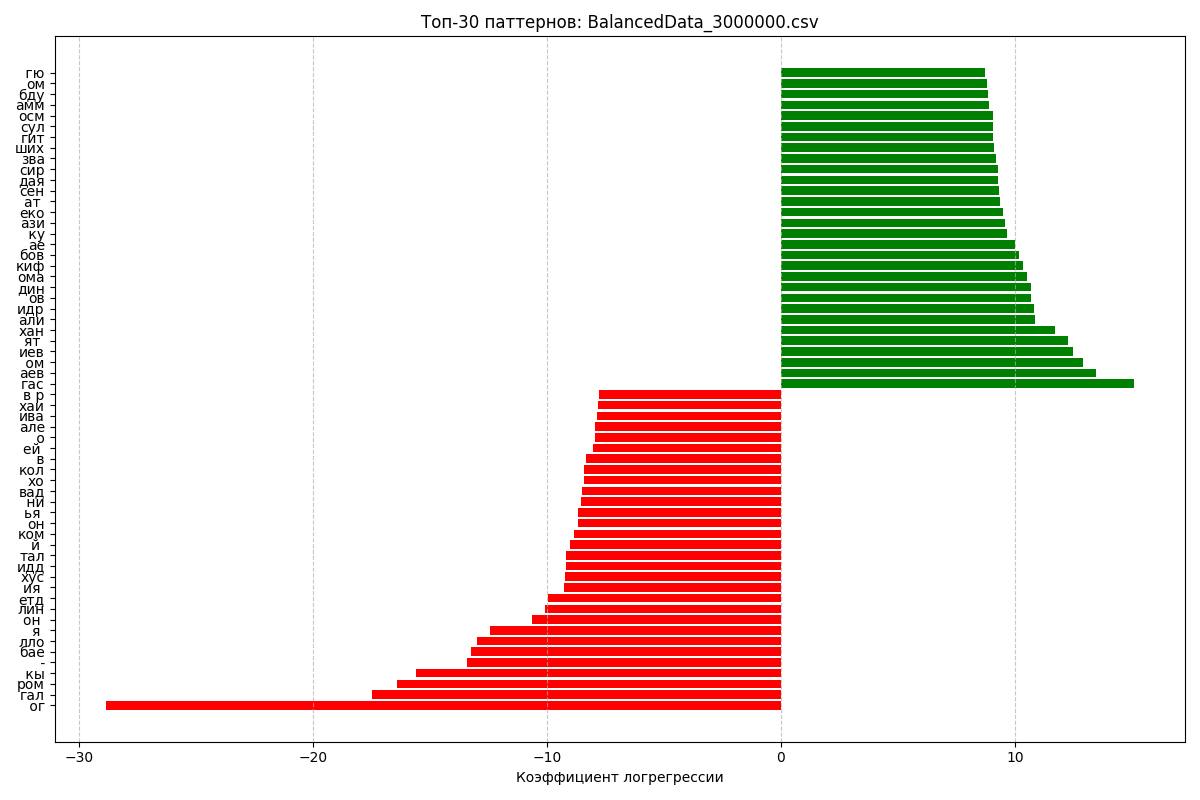 Топ-30 паттернов: BalancedData_3000000.csv
гю
ом
бду
амм
осм
сул
гит
ших
зва
сир
дая
сен
ат
еко
ази
ку
ае
бов
киф
ома
дин
ов
идр
али
хан
ят
иев
ом
аев
гас
в р
хай
ива
але
о
ей
в
кол
хо
вад
ни
ья
он
ком
й
тал
идд
хус
ия
етд
лин
он
я
лло
бае
-
кы
ром
гал
ог
−30 −20 −10 0 10
Коэффициент логрегрессии